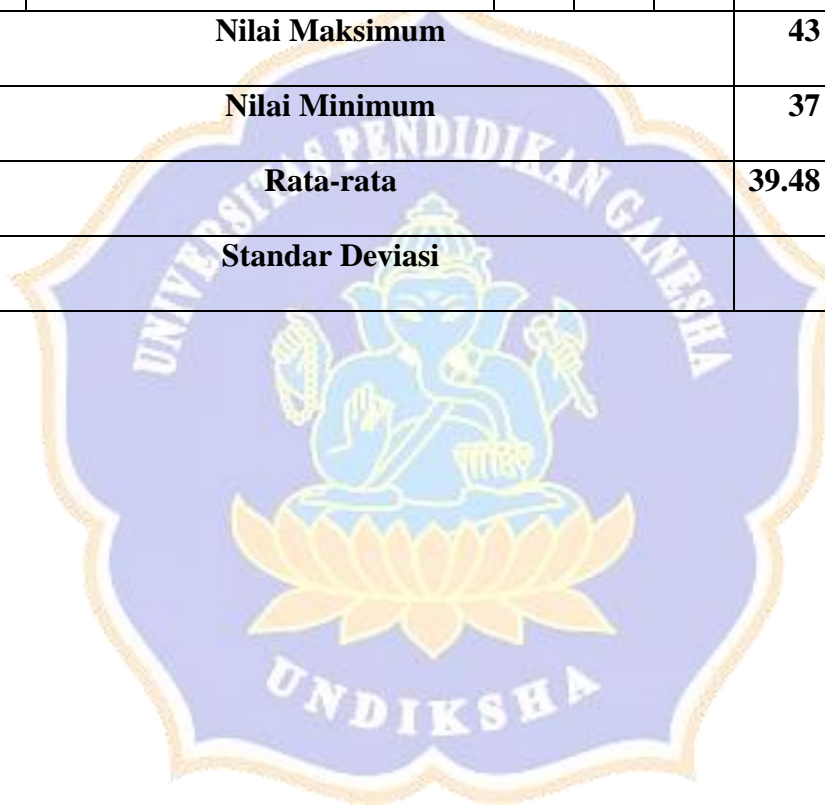 Nilai Maksimum 43
Nilai Minimum 37
Rata-rata 39.48
Standar Deviasi
UNIVERSITAS PENDIDIKAN GANESHA
UNDIKSHA